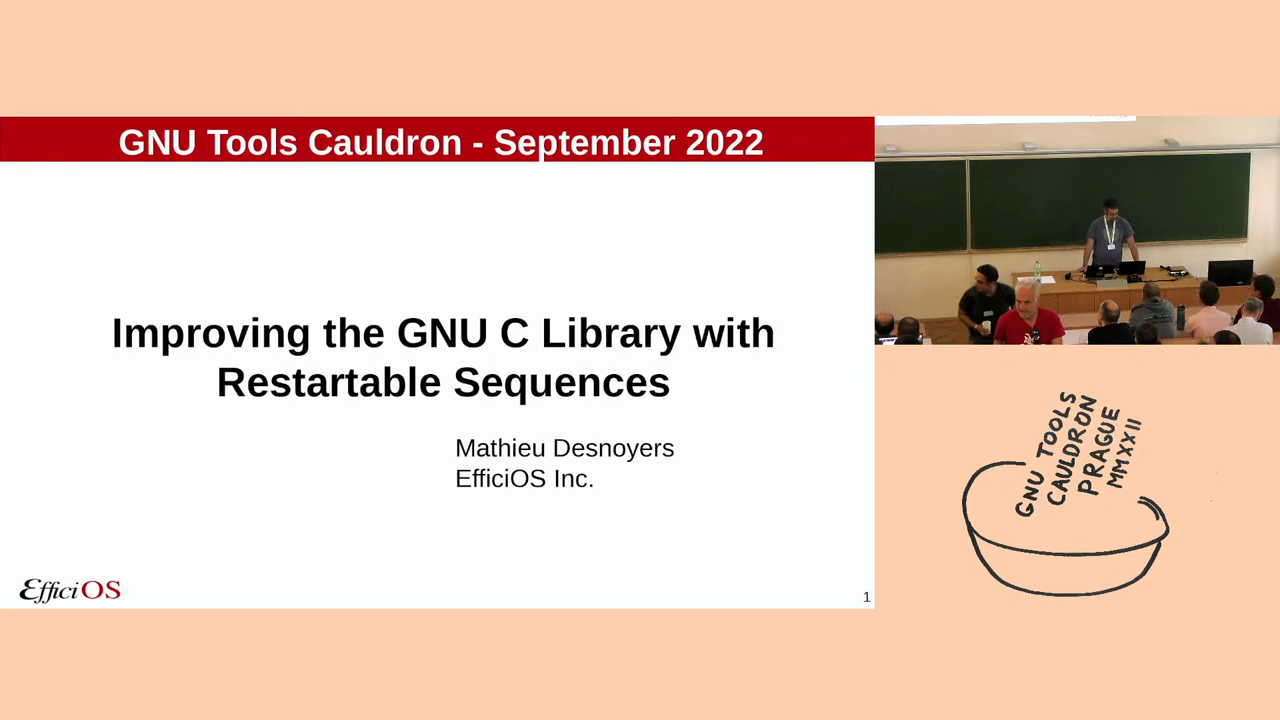 GNU Tools Cauldron - September 2022
Improving the GNU C Library with
Restartable Sequences
Mathieu Desnoyers
EfficiOS Inc.
EfficiOS
1
GNU TOOLS
CAULDRON
PRAGUE
MMXXII